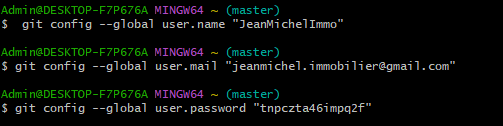 Admin@DESKTOP-F7P676A MINGW64 ~ (master)
$  git config --global user.name "JeanMichelImmo"
Admin@DESKTOP-F7P676A MINGW64 ~ (master)
$ git config --global user.mail "jeanmichel.immobilier@gmail.com"
Admin@DESKTOP-F7P676A MINGW64 ~ (master)
$ git config --global user.password "tnpczta46impq2f"